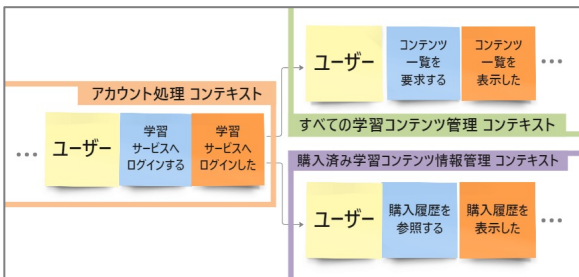 ユーザー
コンテンツ
一覧を
要求する
コンテンツ
一覧を
表示した
…
すべての学習コンテンツ管理 コンテキスト
アカウント処理 コンテキスト
…
ユーザー
学習
サービスへ
ログインする
学習
サービスへ
ログインした
購入済み学習コンテンツ情報管理 コンテキスト
ユーザー
購入履歴を
参照する
購入履歴を
表示した
…